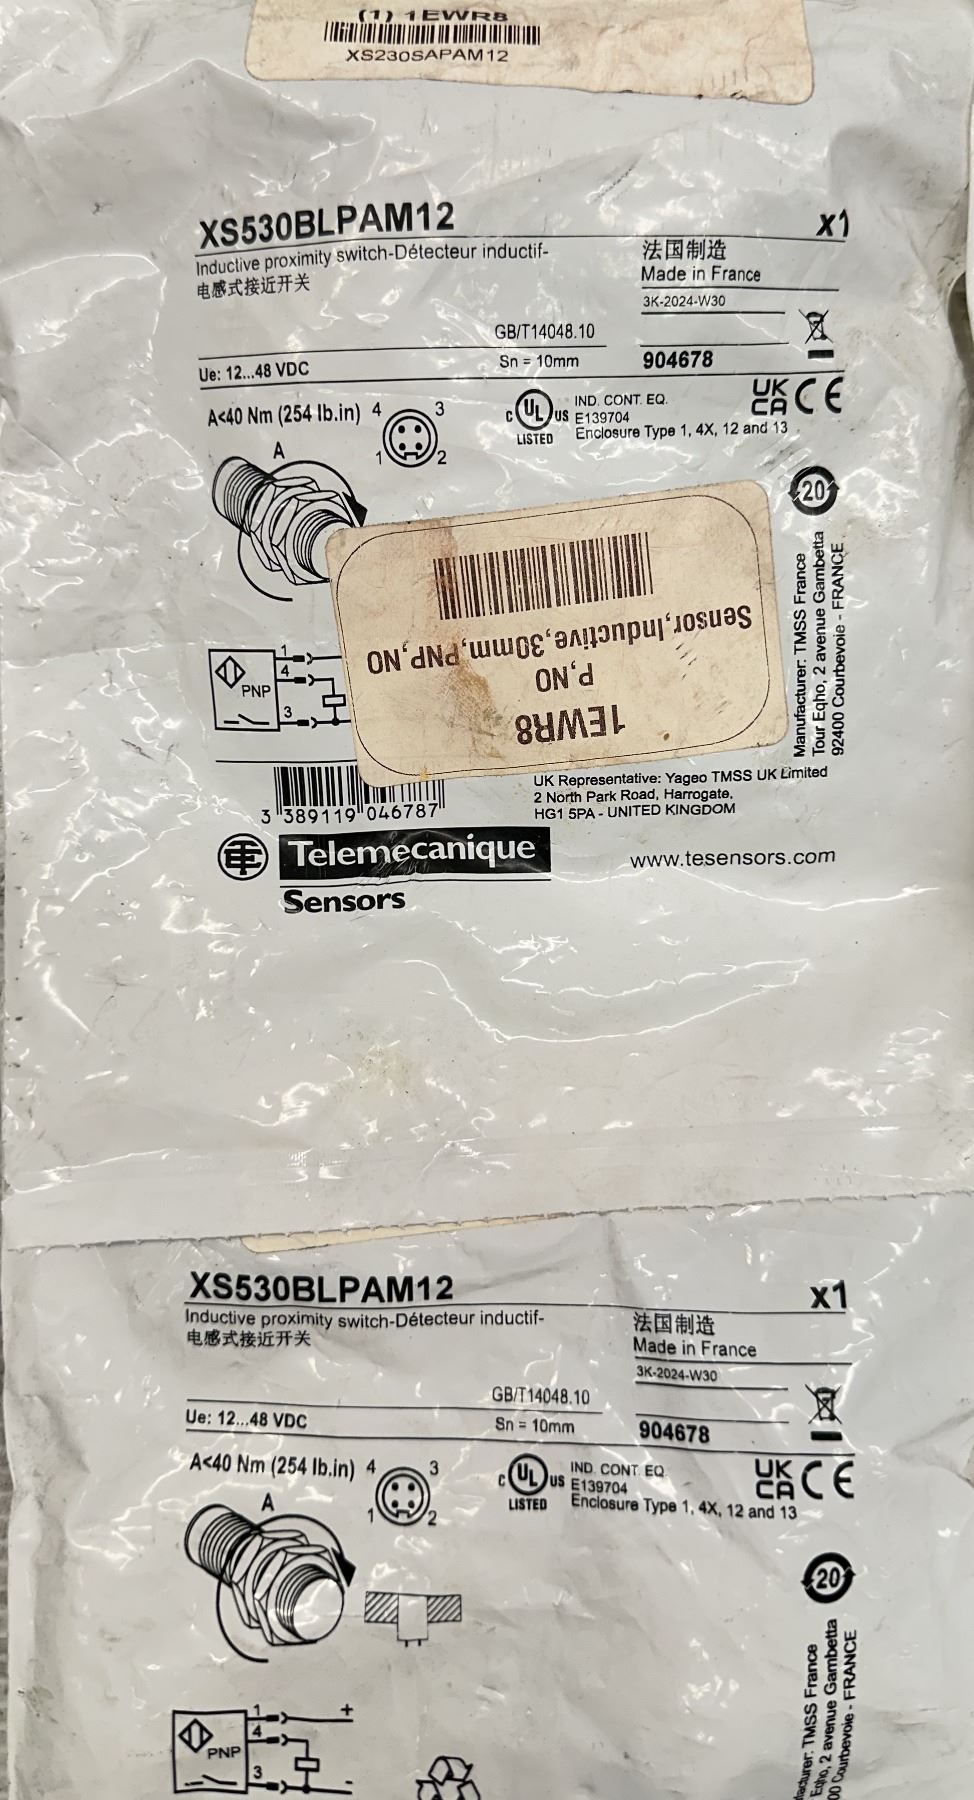 (1) 1EWR8
XS230SAPAM12
XS530BLPAM12
x1
Inductive proximity switch-Détecteur inductif-
电感式接近开关
法国制造
Made in France
3K-2024-W30
GB/T14048.10
Ue: 12...48 VDC
Sn = 10mm
904678
A<40 Nm (254 lb.in)
4 3
1 2
A
C UL US
LISTED
IND. CONT. EQ.
E139704
Enclosure Type 1, 4X, 12 and 13
UK
CA
CE
20
Manufacturer: TMSS France
Tour Eqho, 2 avenue Gambetta
92400 Courbevoie - FRANCE
Sensor,Inductive,30mm,PNP,NO
P,NO
1EWR8
1
4
PNP
3
3 389119 046787
UK Representative: Yageo TMSS UK Limited
2 North Park Road, Harrogate,
HG1 5PA - UNITED KINGDOM
Telemecanique
Sensors
www.tesensors.com
XS530BLPAM12
x1
Inductive proximity switch-Détecteur inductif-
电感式接近开关
法国制造
Made in France
3K-2024-W30
GB/T14048.10
Ue: 12...48 VDC
Sn = 10mm
904678
A<40 Nm (254 lb.in)
4 3
1 2
A
C UL US
LISTED
IND. CONT. EQ.
E139704
Enclosure Type 1, 4X, 12 and 13
UK
CA
CE
20
facturer: TMSS France
Eqho, 2 avenue Gambetta
00 Courbevoie - FRANCE
1 +
4
PNP
3 -